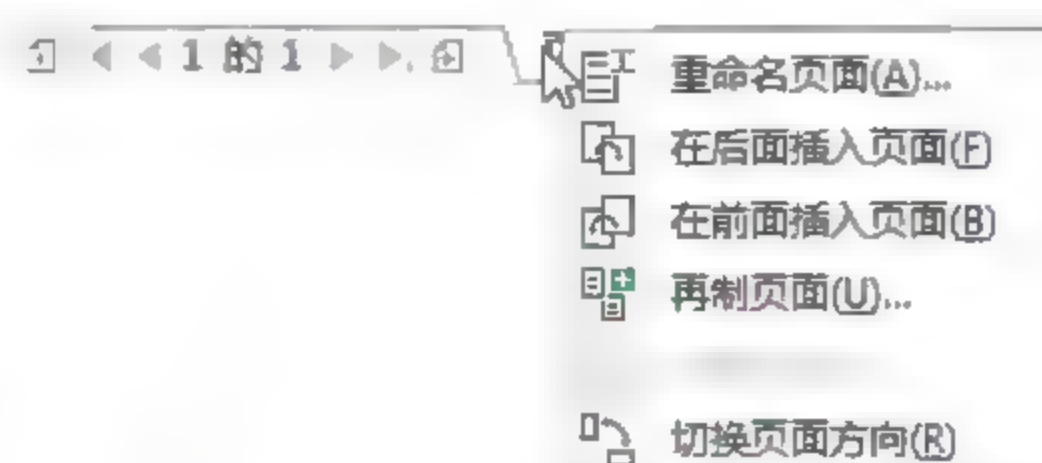 1 的 1
重命名页面(A)...
在后面插入页面(F)
在前面插入页面(B)
再制页面(U)...
切换页面方向(R)